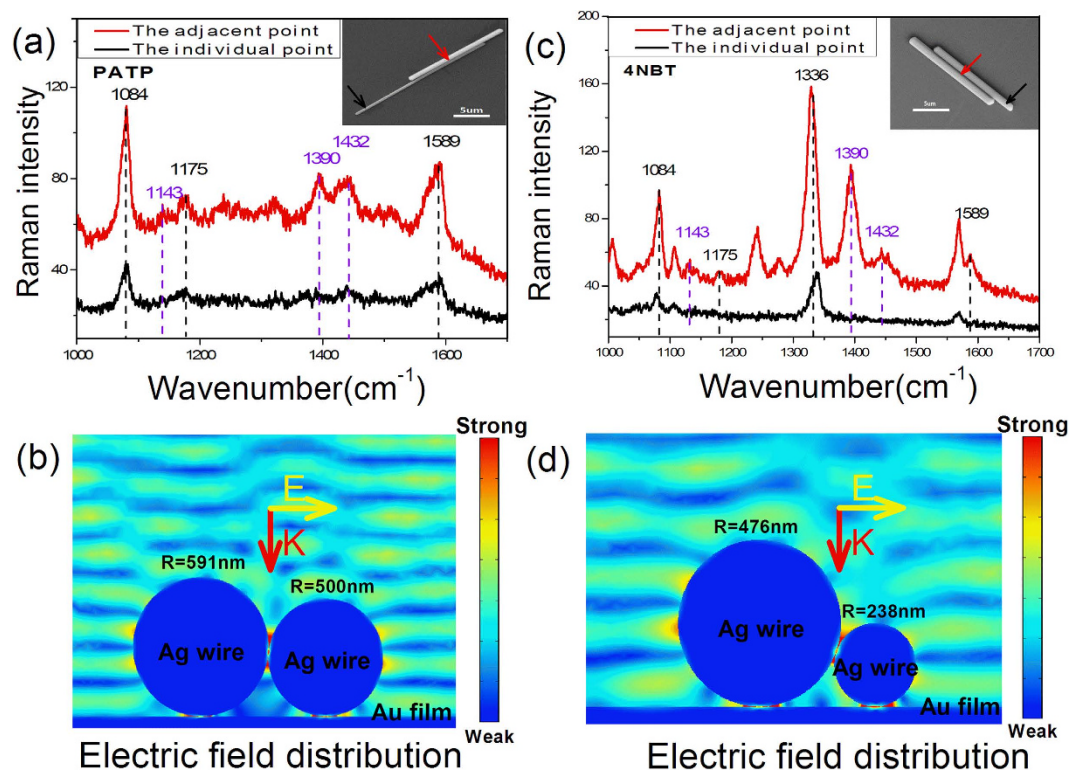 (a)
The adjacent point
The individual point
PATP
5um
1084
1143
1175
1390
1432
1589
120
80
40
Raman intensity
1000
1200
1400
1600
Wavenumber(cm⁻¹)
(c)
The adjacent point
The individual point
4NBT
5um
1084
1143
1175
1336
1390
1432
1589
200
160
120
80
40
0
Raman intensity
1000
1100
1200
1300
1400
1500
1600
1700
Wavenumber(cm⁻¹)
(b)
E
K
R=591nm
R=500nm
Ag wire
Ag wire
Au film
Strong
Weak
Electric field distribution
(d)
E
K
R=476nm
R=238nm
Ag wire
Ag wire
Au film
Strong
Weak
Electric field distribution